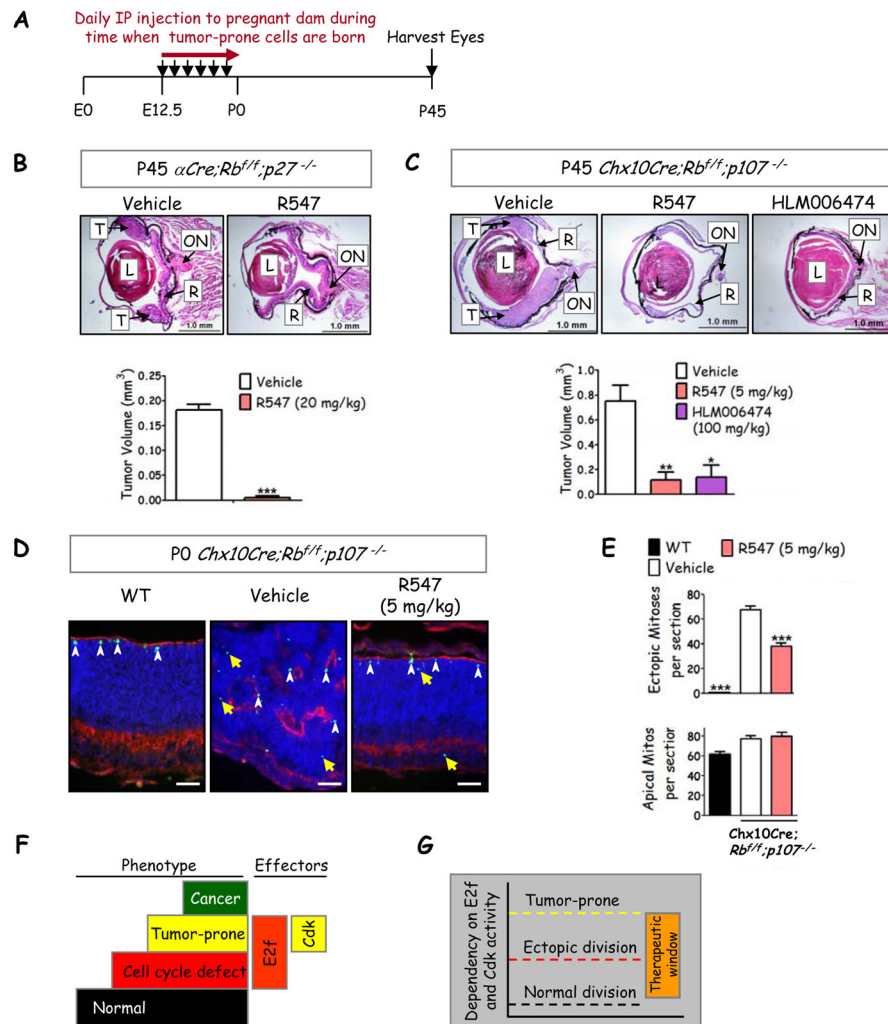 A
Daily IP injection to pregnant dam during
time when tumor-prone cells are born
Harvest Eyes
E0
E12.5
P0
P45
B
P45 αCre;Rb^f/f;p27 -/-
Vehicle
R547
T
ON
L
R
T
1.0 mm
ON
L
R
1.0 mm
Tumor Volume (mm³)
0.25
0.20
0.15
0.10
0.05
0.00
***
Vehicle
R547 (20 mg/kg)
C
P45 Chx10Cre;Rb^f/f;p107 -/-
Vehicle
R547
HLM006474
T
R
L
ON
T
1.0 mm
ON
L
R
1.0 mm
ON
L
R
1.0 mm
Tumor Volume (mm³)
1.0
0.8
0.6
0.4
0.2
0.0
**
*
Vehicle
R547 (5 mg/kg)
HLM006474
(100 mg/kg)
D
P0 Chx10Cre;Rb^f/f;p107 -/-
WT
Vehicle
R547
(5 mg/kg)
E
WT
R547 (5 mg/kg)
Vehicle
Ectopic Mitoses
per section
80
60
40
20
0
***
***
Apical Mitos
per sectior
80
60
40
20
0
Chx10Cre;
Rb^f/f;p107-/-
F
Phenotype
Effectors
Cancer
Tumor-prone
Cell cycle defect
Normal
E2f
Cdk
G
Dependency on E2f
and Cdk activity
Tumor-prone
Ectopic division
Normal division
Therapeutic
window